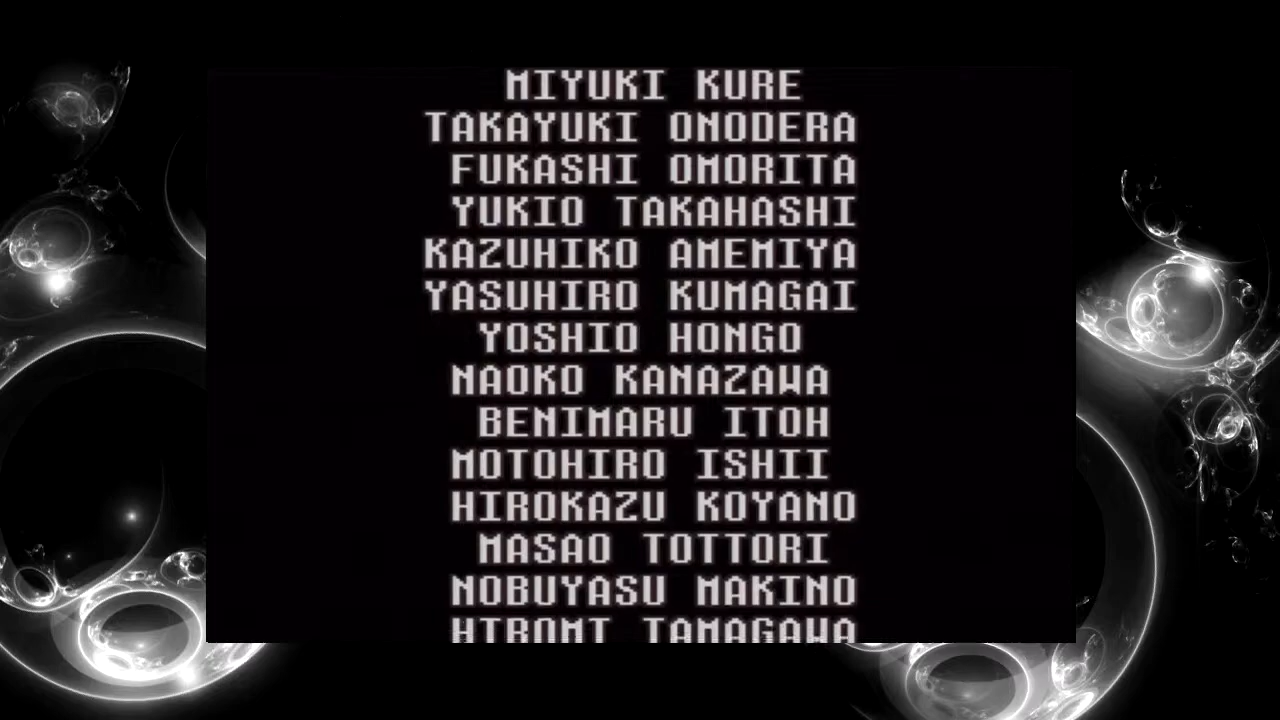 MIYUKI KURE
TAKAYUKI ONODERA
FUKASHI OMORITA
YUKIO TAKAHASHI
KAZUHIKO AMEMIYA
YASUHIRO KUMAGAI
YOSHIO HONGO
NAOKO KANAZAWA
BENIMARU ITOH
MOTOHIRO ISHII
HIROKAZU KOYANO
MASAO TOTTORI
NOBUYASU MAKINO
HIROMI TAMAGAWA